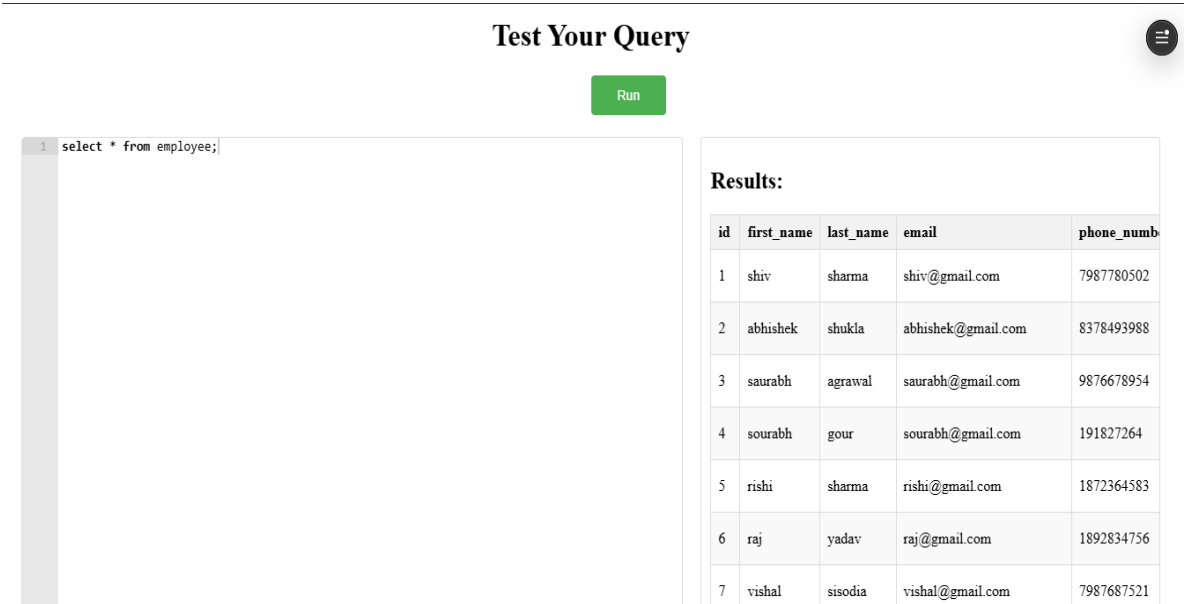 Test Your Query
Run
1 select * from employee;
Results:
id first_name last_name email phone_numb
1 shiv sharma shiv@gmail.com 7987780502
2 abhishek shukla abhishek@gmail.com 8378493988
3 saurabh agrawal saurabh@gmail.com 9876678954
4 sourabh gour sourabh@gmail.com 191827264
5 rishi sharma rishi@gmail.com 1872364583
6 raj yadav raj@gmail.com 1892834756
7 vishal sisodia vishal@gmail.com 7987687521